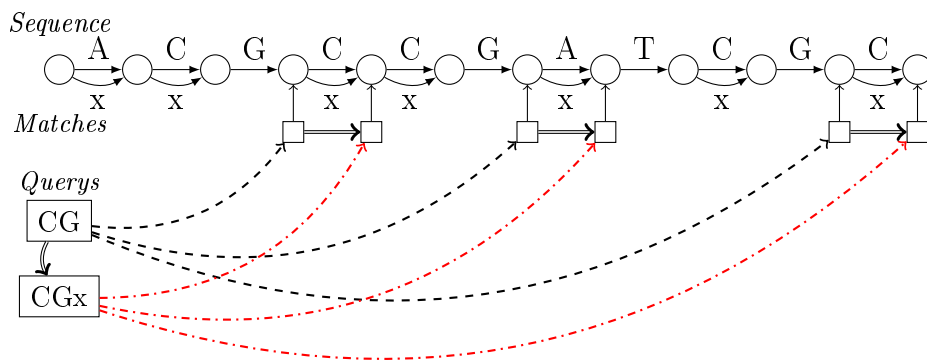 Sequence
A C G C C G A T C G C
x x x x x x x
Matches
Querys
CG
CGx